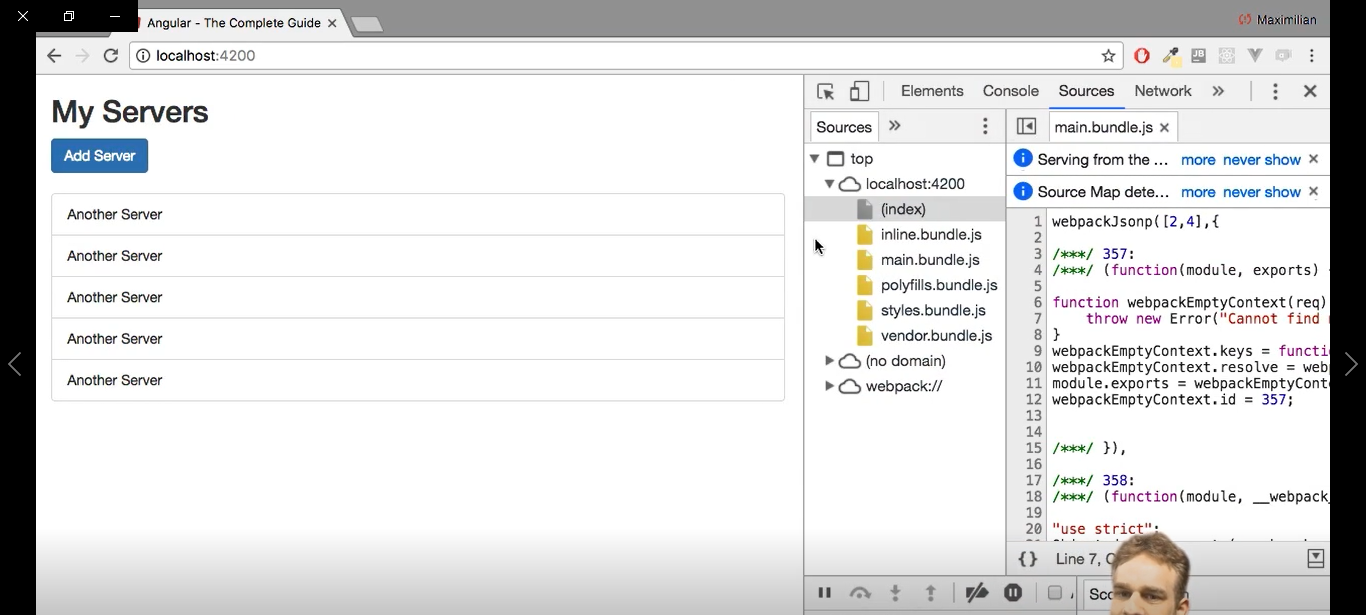 Angular - The Complete Guide
Maximilian
localhost:4200
My Servers
Add Server
Another Server
Another Server
Another Server
Another Server
Another Server
Elements Console Sources Network »
Sources »
top
localhost:4200
(index)
inline.bundle.js
main.bundle.js
polyfills.bundle.js
styles.bundle.js
vendor.bundle.js
(no domain)
webpack://
main.bundle.js
Serving from the ... more never show
Source Map dete... more never show
1 webpackJsonp([2,4],{
2
3 /***/ 357:
4 /***/ (function(module, exports)
5
6 function webpackEmptyContext(req)
7 throw new Error("Cannot find
8 }
9 webpackEmptyContext.keys = functi
10 webpackEmptyContext.resolve = web
11 module.exports = webpackEmptyCont
12 webpackEmptyContext.id = 357;
13
14
15 /***/ }),
16
17 /***/ 358:
18 /***/ (function(module, __webpack_
19
20 "use strict";
{} Line 7,